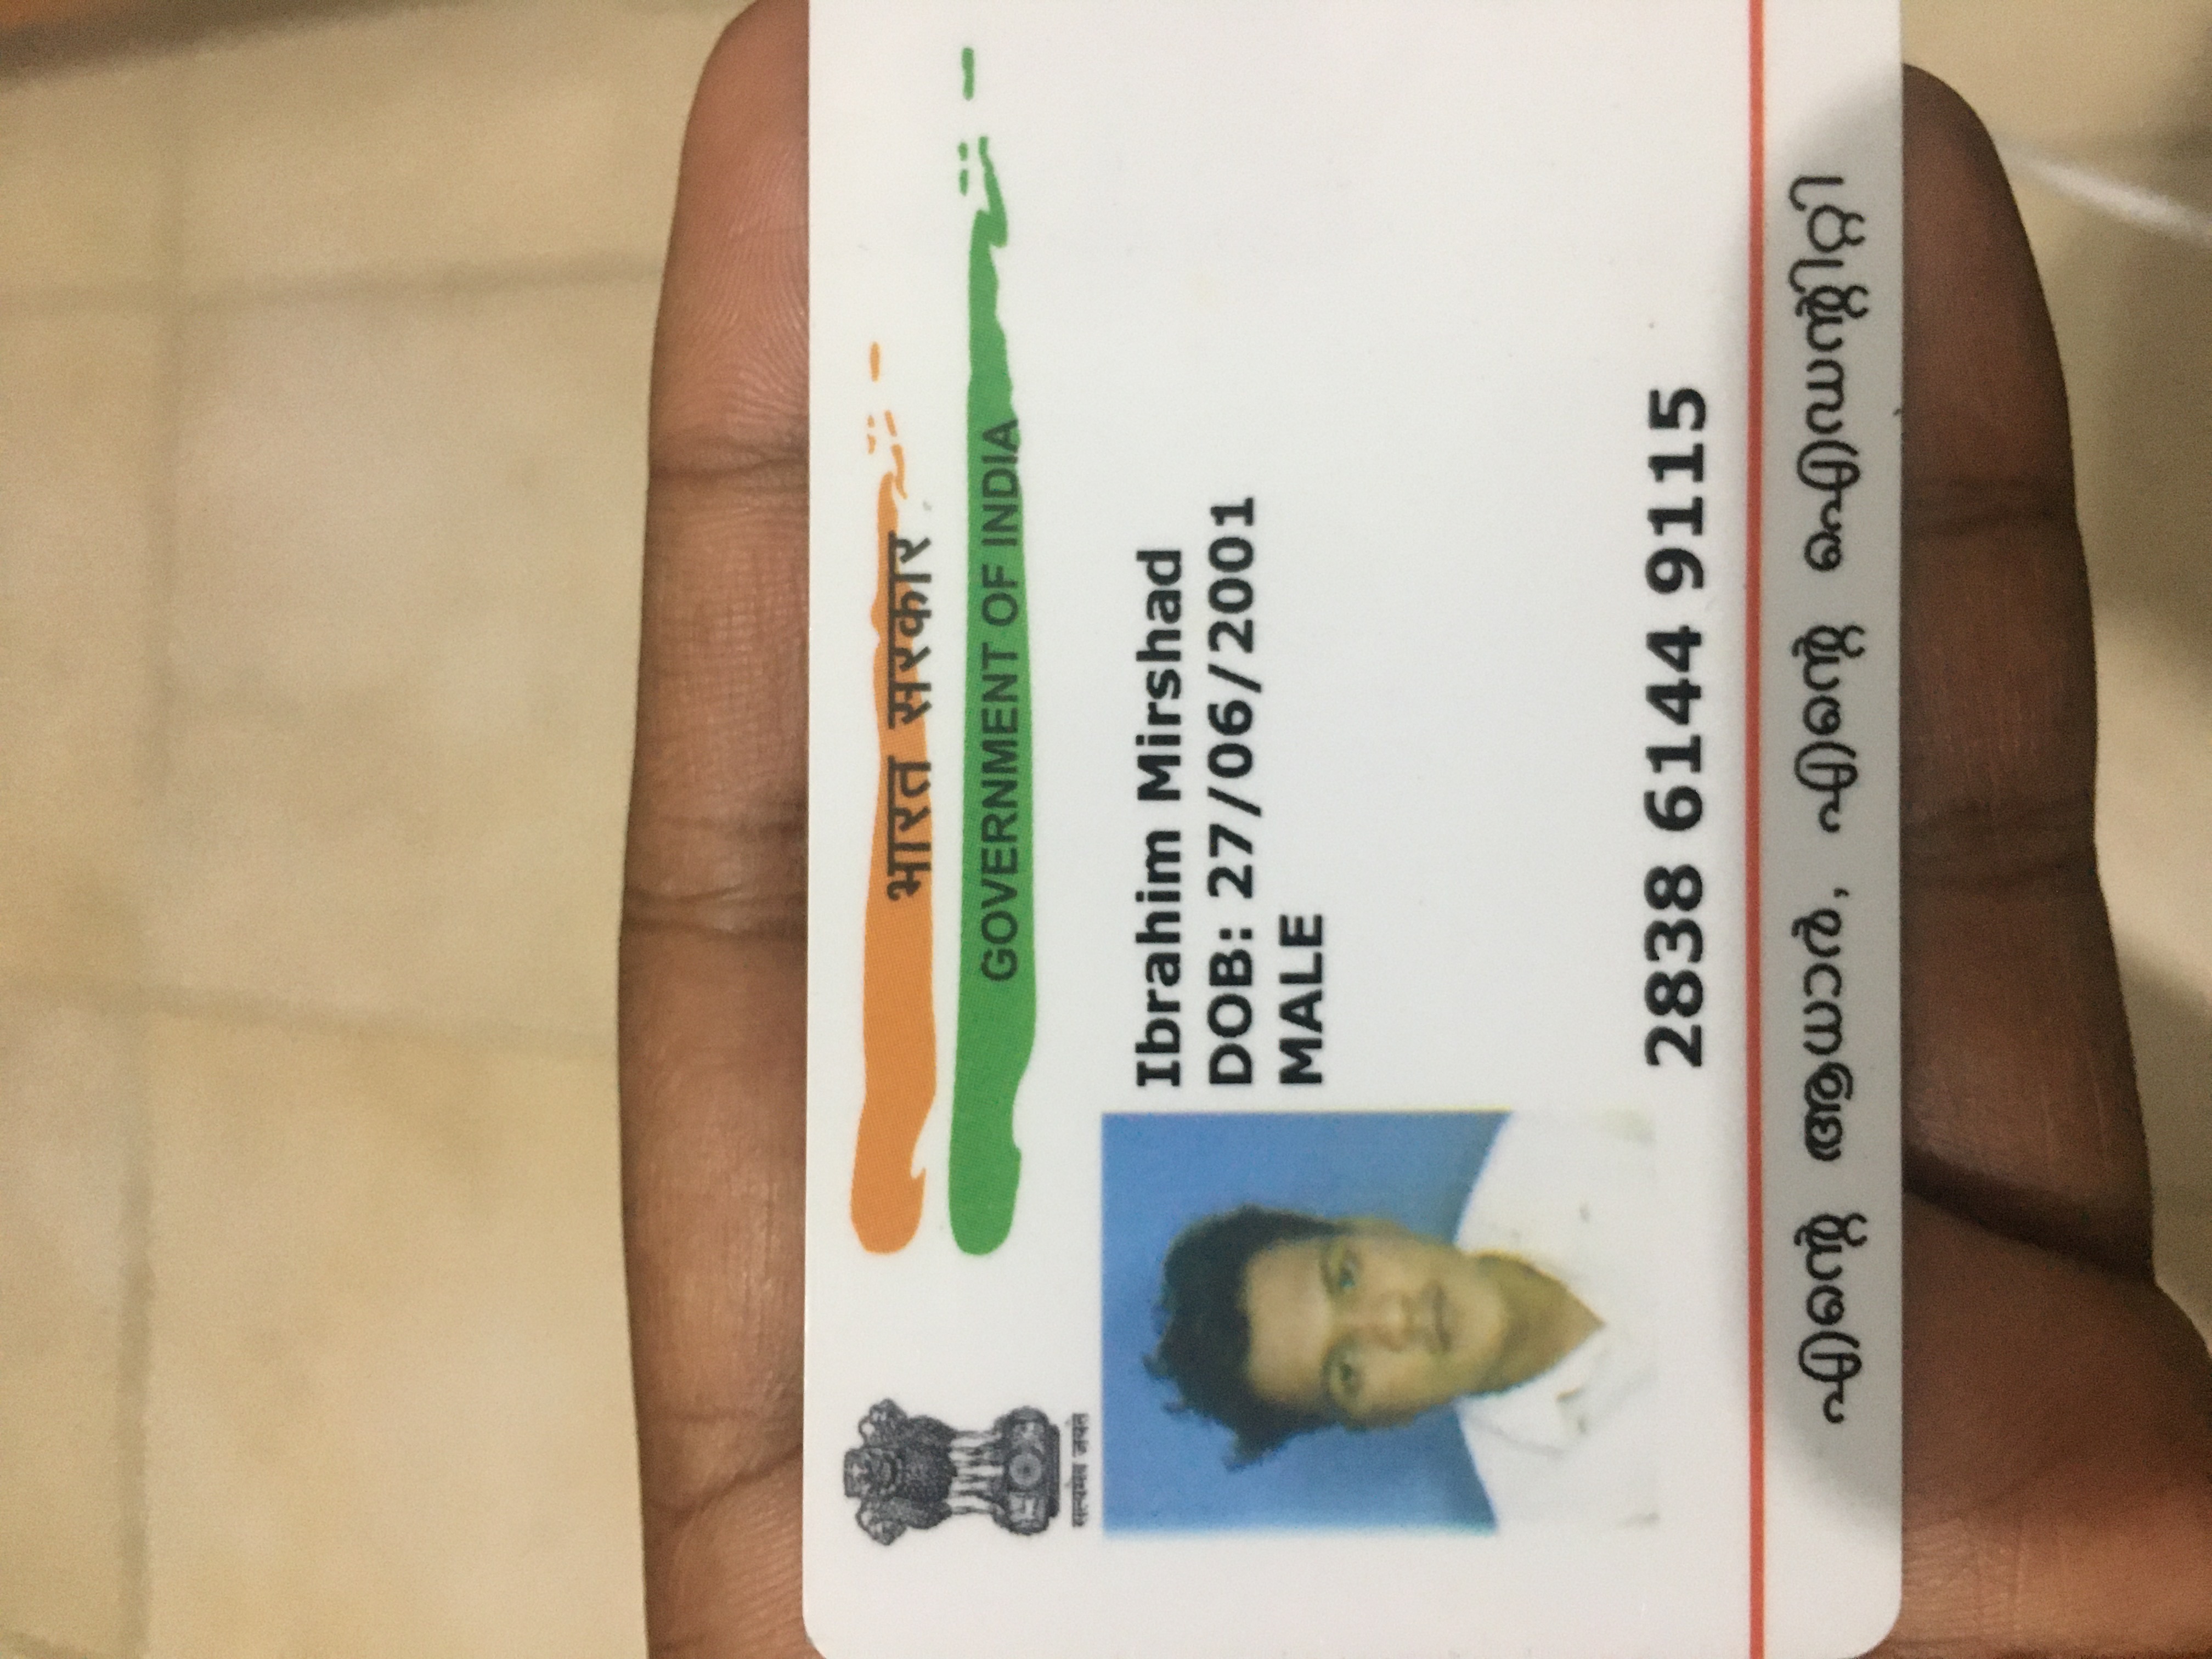 भारत सरकार
GOVERNMENT OF INDIA
सत्यमेव जयते
Ibrahim Mirshad
DOB: 27/06/2001
MALE
2838 6144 9115
എന്റെ ആധാർ, എന്റെ ഐഡന്റിറ്റി